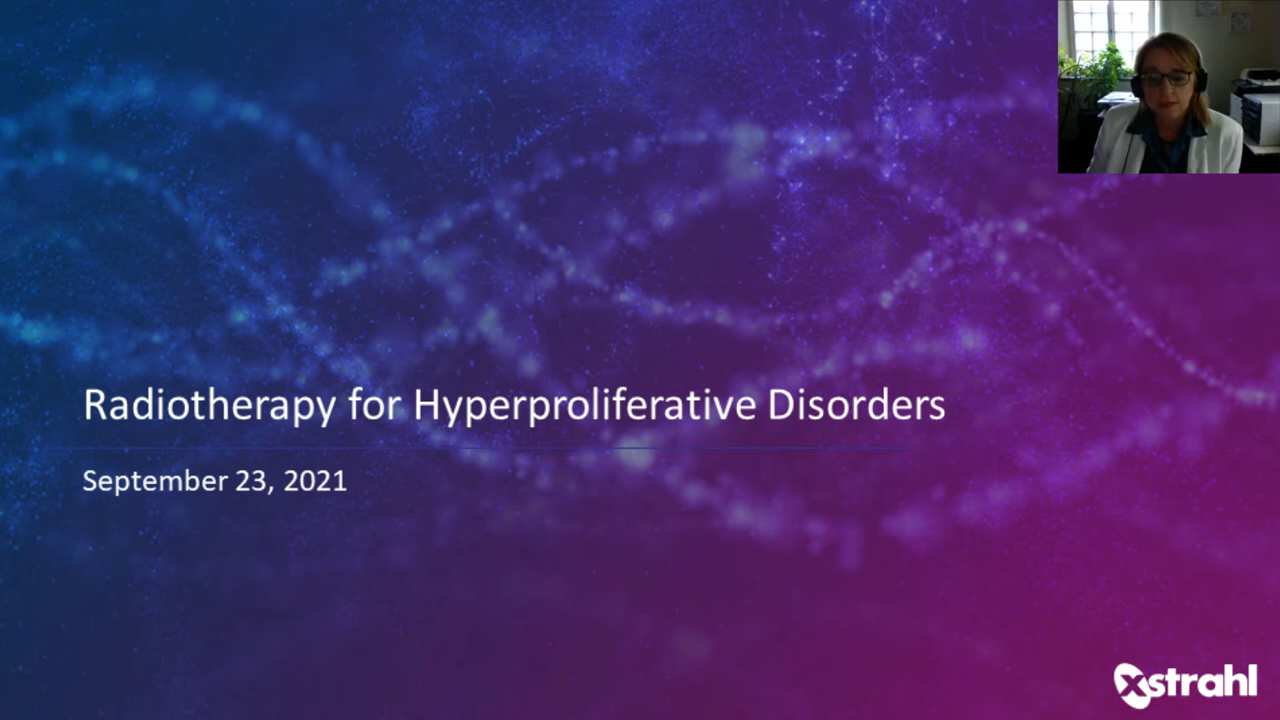 Radiotherapy for Hyperproliferative Disorders
September 23, 2021
xstrahl